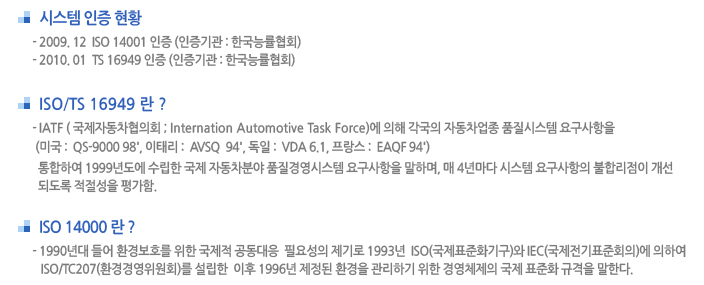 시스템 인증 현황
- 2009. 12 ISO 14001 인증 (인증기관 : 한국능률협회)
- 2010. 01 TS 16949 인증 (인증기관 : 한국능률협회)
ISO/TS 16949 란 ?
- IATF ( 국제자동차협의회 ; Internation Automotive Task Force)에 의해 각국의 자동차업종 품질시스템 요구사항을
(미국 : QS-9000 98', 이태리 : AVSQ 94', 독일 : VDA 6.1, 프랑스 : EAQF 94')
통합하여 1999년도에 수립한 국제 자동차분야 품질경영시스템 요구사항을 말하며, 매 4년마다 시스템 요구사항의 불합리점이 개선
되도록 적절성을 평가함.
ISO 14000 란 ?
- 1990년대 들어 환경보호를 위한 국제적 공동대응 필요성의 제기로 1993년 ISO(국제표준화기구)와 IEC(국제전기표준회의)에 의하여
ISO/TC207(환경경영위원회)를 설립한 이후 1996년 제정된 환경을 관리하기 위한 경영체제의 국제 표준화 규격을 말한다.